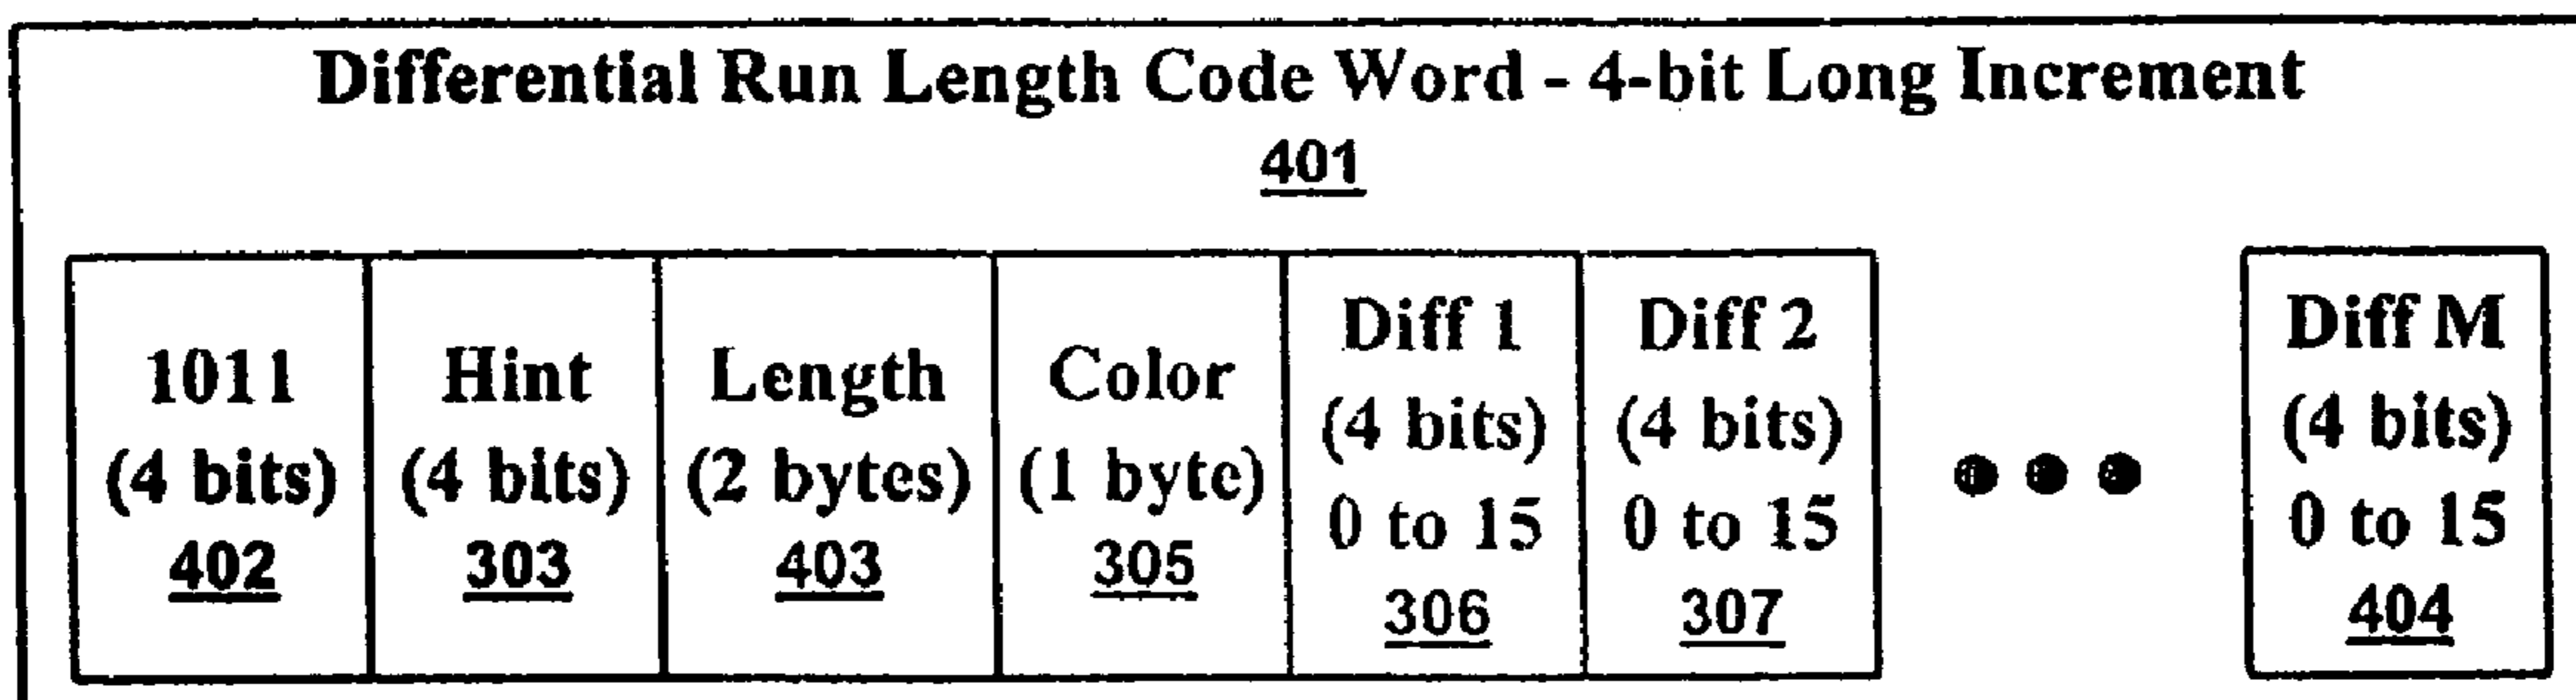 Differential Run Length Code Word - 4-bit Long Increment
401
1011
(4 bits)
402
Hint
(4 bits)
303
Length
(2 bytes)
403
Color
(1 byte)
305
Diff 1
(4 bits)
0 to 15
306
Diff 2
(4 bits)
0 to 15
307
Diff M
(4 bits)
0 to 15
404